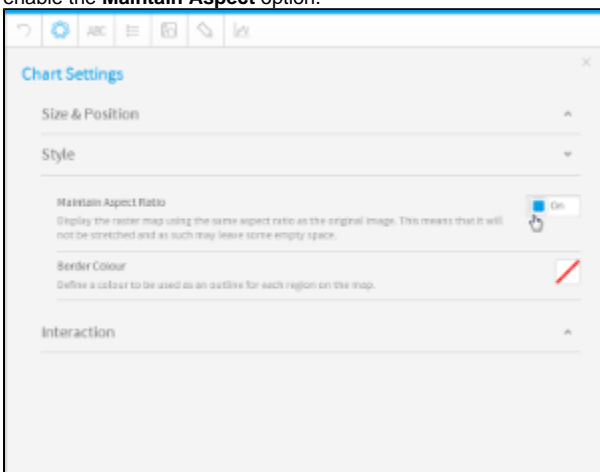 enable the Maintain Aspect option.
ABC
Chart Settings
Size & Position
Style
Maintain Aspect Ratio
On
Display the raster map using the same aspect ratio as the original image. This means that it will
not be stretched and as such may leave some empty space.
Border Colour
Define a colour to be used as an outline for each region on the map.
Interaction